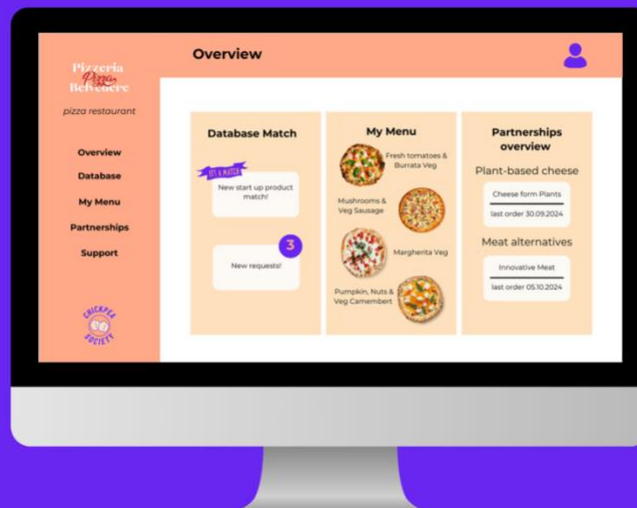 Pizzeria
Pizza
Belvedere
pizza restaurant
Overview
Database
My Menu
Partnerships
Support
CHICKPEA
SOCIETY
Overview
Database Match
IT'S A MATCH
New start up product
match!
3
New requests!
My Menu
Fresh tomatoes &
Burrata Veg
Mushrooms &
Veg Sausage
Margherita Veg
Pumpkin, Nuts &
Veg Camembert
Partnerships
overview
Plant-based cheese
Cheese form Plants
last order 30.09.2024
Meat alternatives
Innovative Meat
last order 05.10.2024